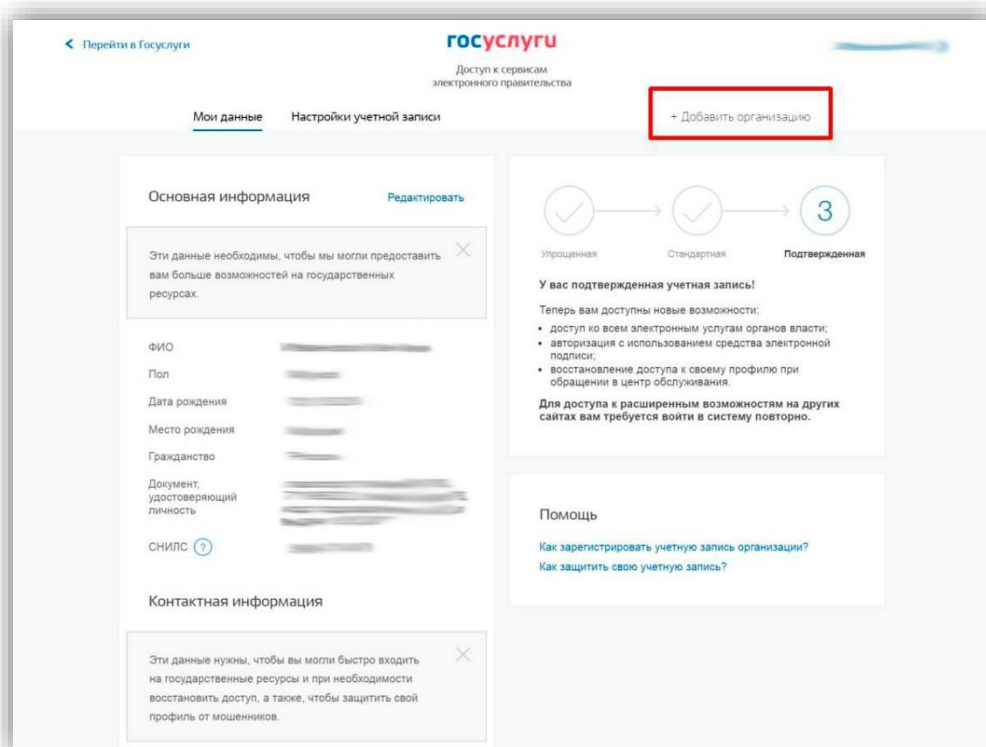 Перейти в Госуслуги
госуслуги
Доступ к сервисам
электронного правительства
Мои данные
Настройки учетной записи
+ Добавить организацию
Основная информация
Редактировать
Эти данные необходимы, чтобы мы могли предоставить
вам больше возможностей на государственных
ресурсах.
ФИО
Пол
Дата рождения
Место рождения
Гражданство
Документ,
удостоверяющий
личность
СНИЛС ?
Контактная информация
Эти данные нужны, чтобы вы могли быстро входить
на государственные ресурсы и при необходимости
восстановить доступ, а также, чтобы защитить свой
профиль от мошенников.
3
Упрощенная
Стандартная
Подтвержденная
У вас подтвержденная учетная запись!
Теперь вам доступны новые возможности:
• доступ ко всем электронным услугам органов власти;
• авторизация с использованием средства электронной
подписи;
• восстановление доступа к своему профилю при
обращении в центр обслуживания.
Для доступа к расширенным возможностям на других
сайтах вам требуется войти в систему повторно.
Помощь
Как зарегистрировать учетную запись организации?
Как защитить свою учетную запись?